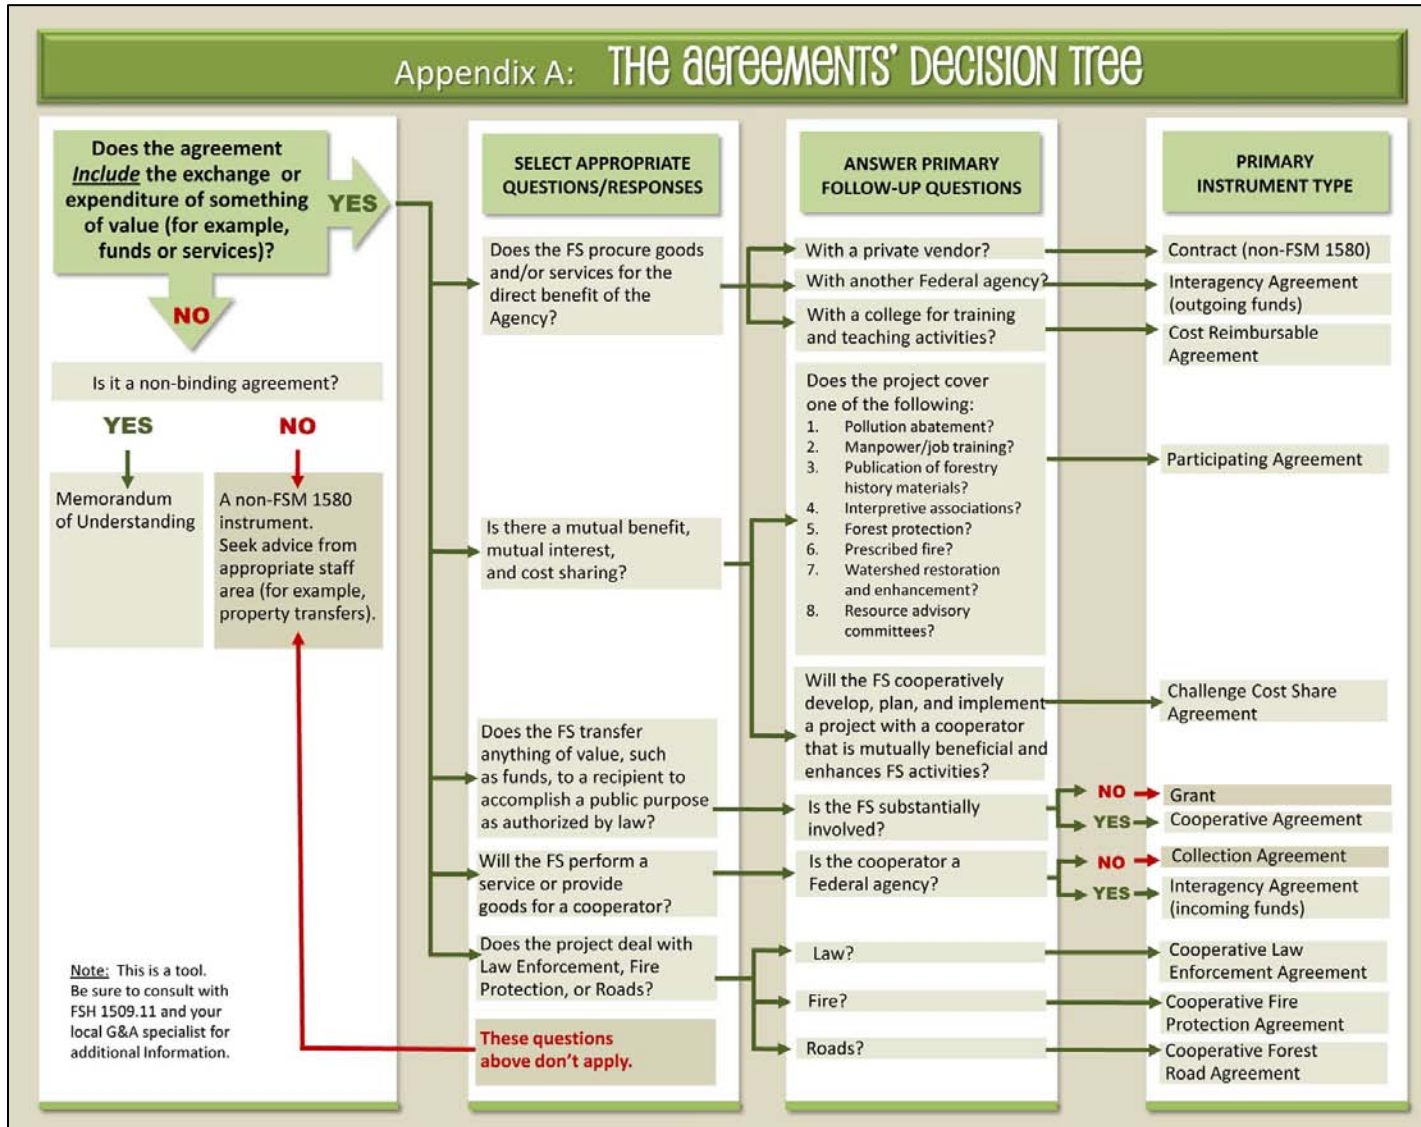 Appendix A: THE AGREEMENTS' DECISION TREE
Does the agreement
Include the exchange or
expenditure of something
of value (for example,
funds or services)?
YES
NO
Is it a non-binding agreement?
YES
NO
Memorandum
of Understanding
A non-FSM 1580
instrument.
Seek advice from
appropriate staff
area (for example,
property transfers).
Note: This is a tool.
Be sure to consult with
FSH 1509.11 and your
local G&A specialist for
additional Information.
SELECT APPROPRIATE
QUESTIONS/RESPONSES
Does the FS procure goods
and/or services for the
direct benefit of the
Agency?
Is there a mutual benefit,
mutual interest,
and cost sharing?
Does the FS transfer
anything of value, such
as funds, to a recipient to
accomplish a public purpose
as authorized by law?
Will the FS perform a
service or provide
goods for a cooperator?
Does the project deal with
Law Enforcement, Fire
Protection, or Roads?
These questions
above don't apply.
ANSWER PRIMARY
FOLLOW-UP QUESTIONS
With a private vendor?
With another Federal agency?
With a college for training
and teaching activities?
Does the project cover
one of the following:
1. Pollution abatement?
2. Manpower/job training?
3. Publication of forestry
history materials?
4. Interpretive associations?
5. Forest protection?
6. Prescribed fire?
7. Watershed restoration
and enhancement?
8. Resource advisory
committees?
Will the FS cooperatively
develop, plan, and implement
a project with a cooperator
that is mutually beneficial and
enhances FS activities?
Is the FS substantially
involved?
NO
YES
Is the cooperator a
Federal agency?
NO
YES
Law?
Fire?
Roads?
PRIMARY
INSTRUMENT TYPE
Contract (non-FSM 1580)
Interagency Agreement
(outgoing funds)
Cost Reimbursable
Agreement
Participating Agreement
Challenge Cost Share
Agreement
Grant
Cooperative Agreement
Collection Agreement
Interagency Agreement
(incoming funds)
Cooperative Law
Enforcement Agreement
Cooperative Fire
Protection Agreement
Cooperative Forest
Road Agreement